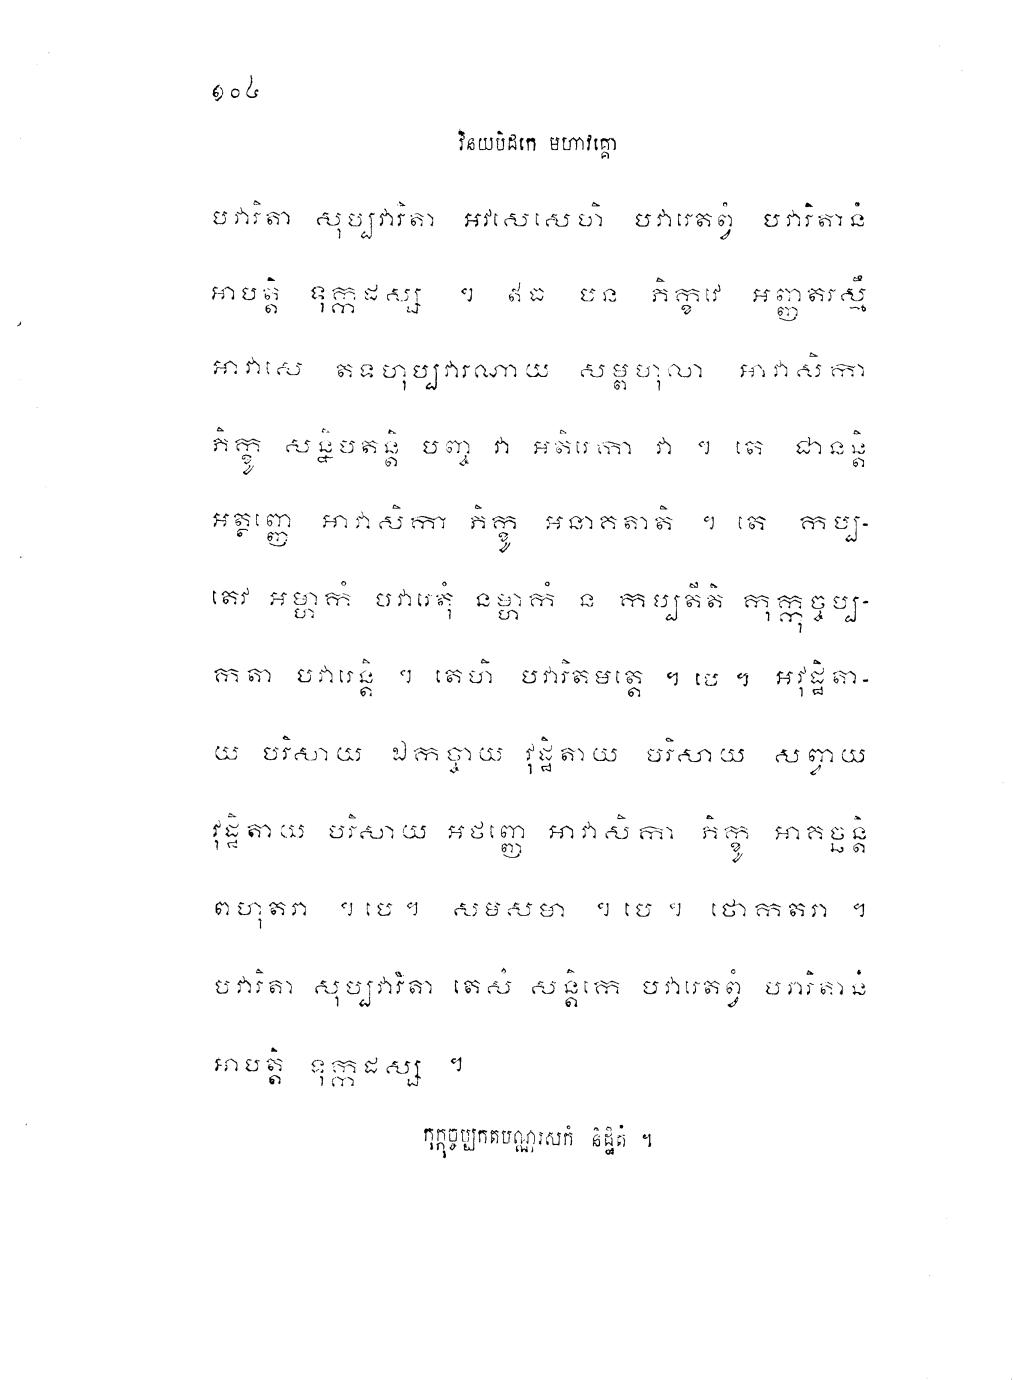 ១០៤
វិនយបិដកេ មហាវគ្គោ
បវារិតា សុប្បវារិតា អវសេសេហិ បវារេតព្វំ បវារិតានំ
អាបត្តិ ទុក្កដស្ស ។ ឥធ បន ភិក្ខវេ អញ្ញតរស្មឹ
អាវាសេ តទហុប្បវារណាយ សម្ពហុលា អាវាសិកា
ភិក្ខូ សន្និបតន្តិ បញ្ច វា អតិរេកា វា ។ តេ ជានន្តិ
អត្ថញ្ញេ អាវាសិកា ភិក្ខូ អនាគតាតិ ។ តេ កប្ប-
តេវ អម្ហាកំ បវារេតុំ នម្ហាកំ ន កប្បតីតិ កុក្កុច្ចប្ប-
កតា បវារេន្តិ ។ តេហិ បវារិតមត្តេ ។ បេ ។ អវុដ្ឋិតា-
យ បរិសាយ ឯកច្ចាយ វុដ្ឋិតាយ បរិសាយ សព្វាយ
វុដ្ឋិតាយ បរិសាយ អថញ្ញេ អាវាសិកា ភិក្ខូ អាគច្ឆន្តិ
ពហុតរា ។ បេ ។ សមសមា ។ បេ ។ ថោកតរា ។
បវារិតា សុប្បវារិតា តេសំ សន្តិកេ បវារេតព្វំ បវារិតានំ
អាបត្តិ ទុក្កដស្ស ។
កុក្កុច្ចប្បកតបណ្ណរសកំ និដ្ឋិតំ ។